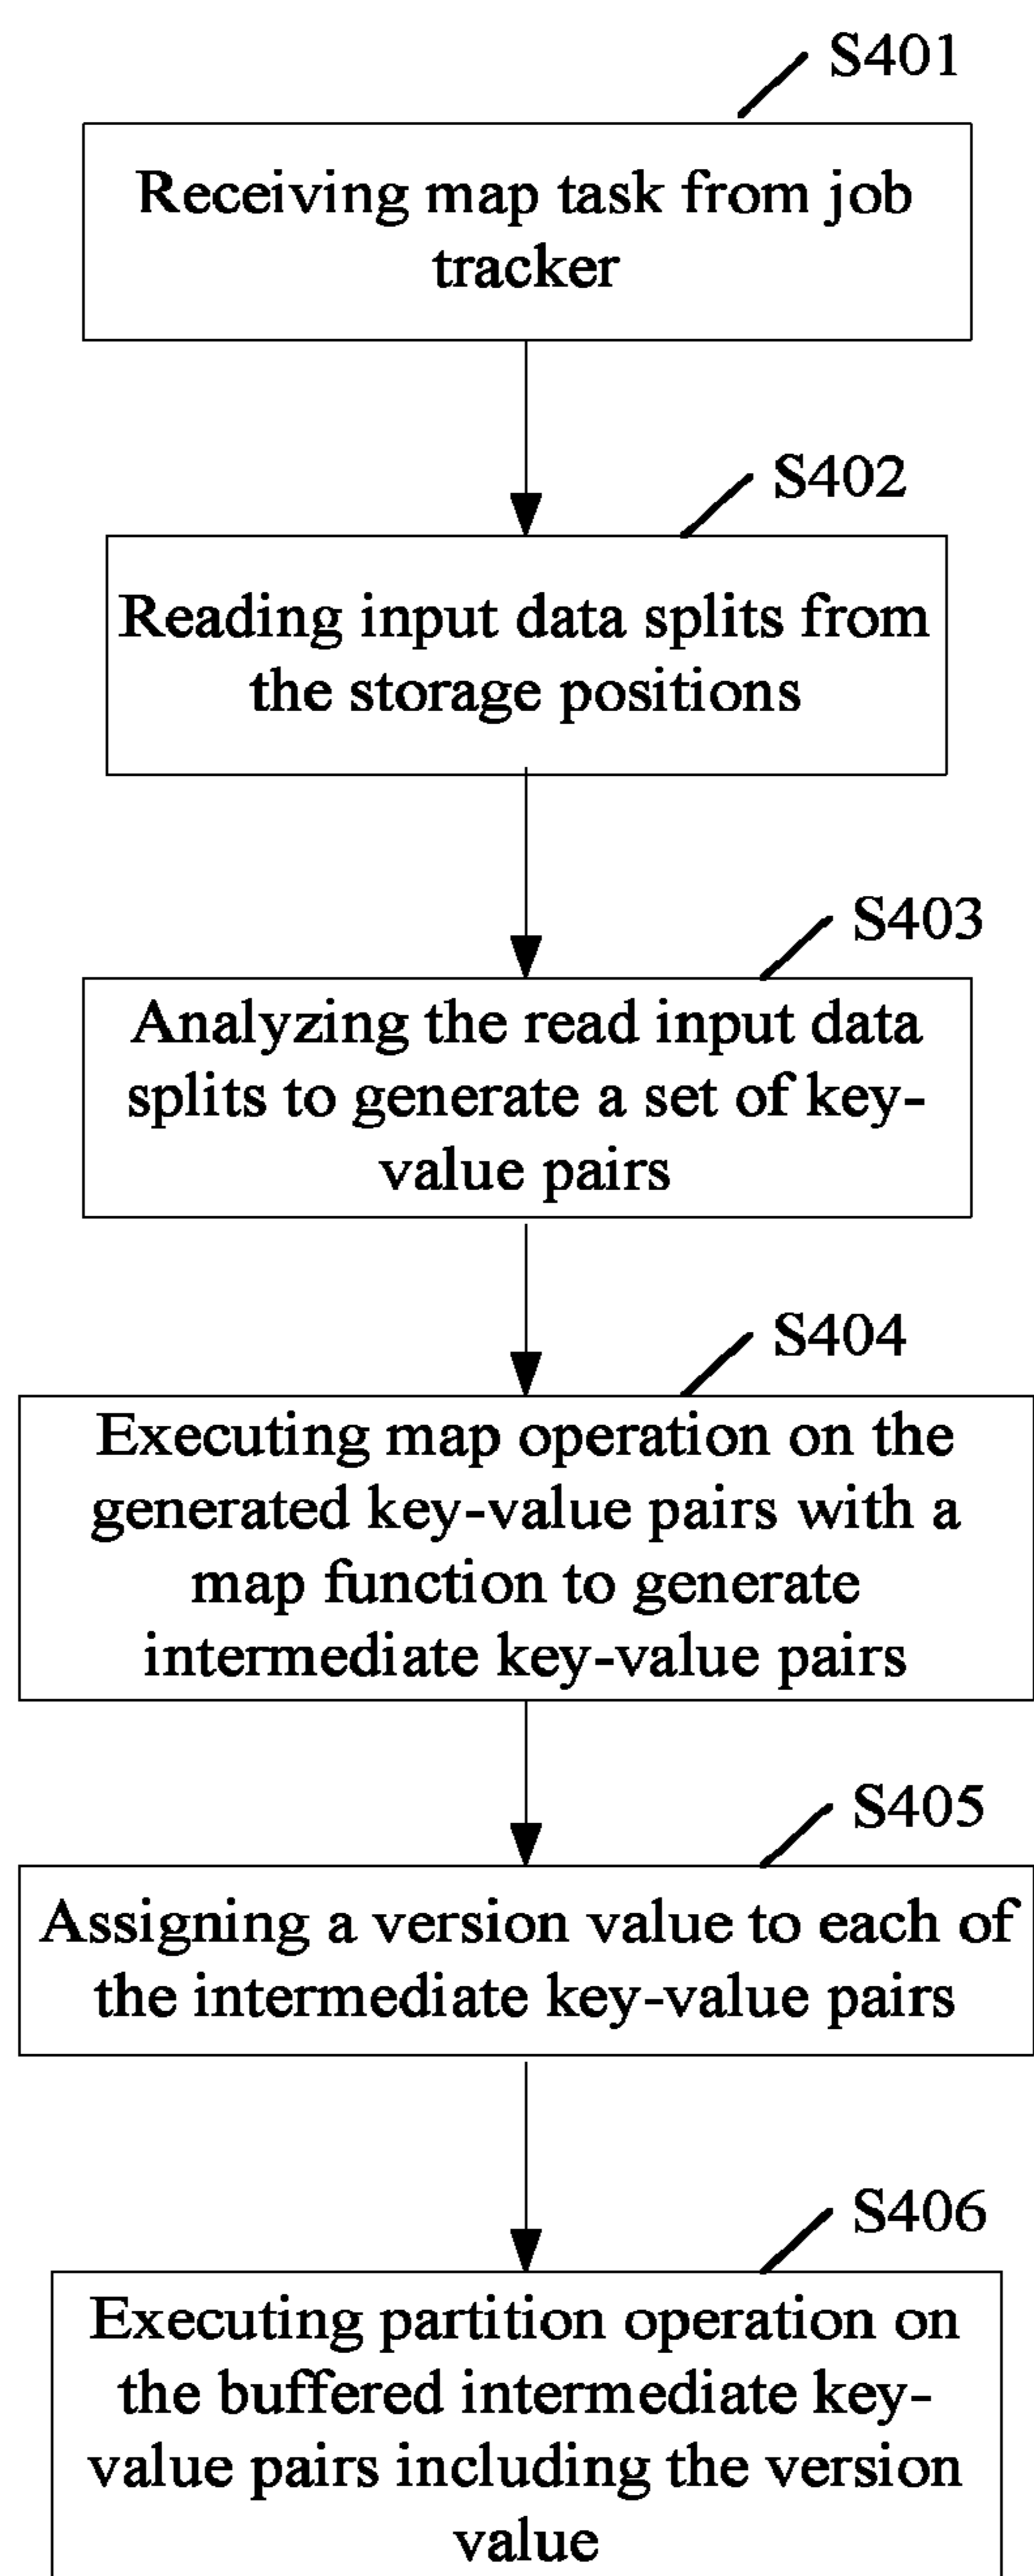 S401
Receiving map task from job
tracker
S402
Reading input data splits from
the storage positions
S403
Analyzing the read input data
splits to generate a set of key-
value pairs
S404
Executing map operation on the
generated key-value pairs with a
map function to generate
intermediate key-value pairs
S405
Assigning a version value to each of
the intermediate key-value pairs
S406
Executing partition operation on
the buffered intermediate key-
value pairs including the version
value